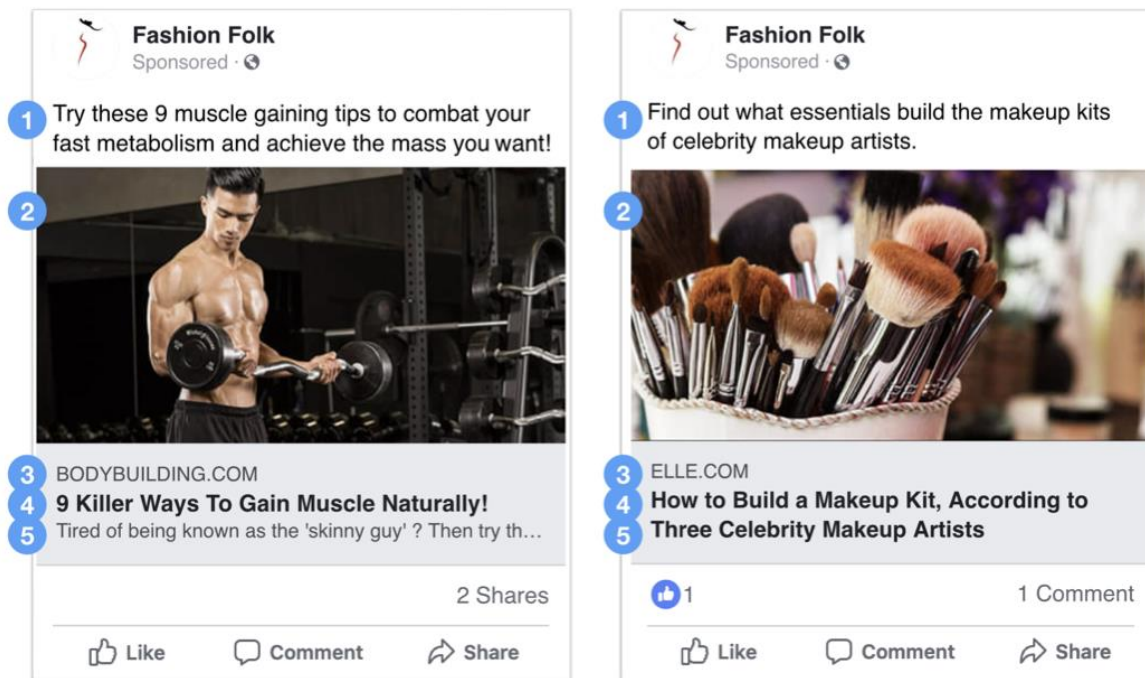 Fashion Folk
Sponsored ·
1 Try these 9 muscle gaining tips to combat your
fast metabolism and achieve the mass you want!
2
3 BODYBUILDING.COM
4 9 Killer Ways To Gain Muscle Naturally!
5 Tired of being known as the 'skinny guy' ? Then try th...
2 Shares
Like Comment Share
Fashion Folk
Sponsored ·
1 Find out what essentials build the makeup kits
of celebrity makeup artists.
2
3 ELLE.COM
4 How to Build a Makeup Kit, According to
5 Three Celebrity Makeup Artists
1 1 Comment
Like Comment Share